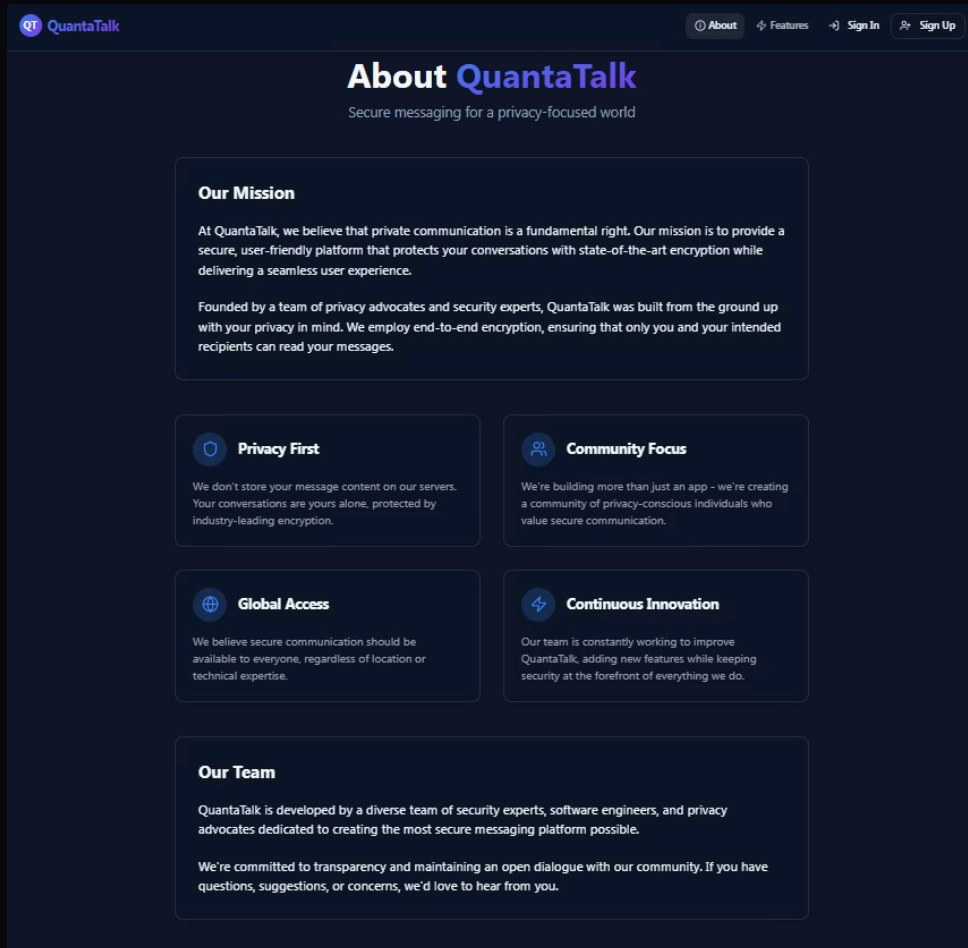 QT QuantaTalk
About Features Sign In Sign Up
About QuantaTalk
Secure messaging for a privacy-focused world
Our Mission
At QuantaTalk, we believe that private communication is a fundamental right. Our mission is to provide a
secure, user-friendly platform that protects your conversations with state-of-the-art encryption while
delivering a seamless user experience.
Founded by a team of privacy advocates and security experts, QuantaTalk was built from the ground up
with your privacy in mind. We employ end-to-end encryption, ensuring that only you and your intended
recipients can read your messages.
Privacy First
We don't store your message content on our servers.
Your conversations are yours alone, protected by
industry-leading encryption.
Community Focus
We're building more than just an app - we're creating
a community of privacy-conscious individuals who
value secure communication.
Global Access
We believe secure communication should be
available to everyone, regardless of location or
technical expertise.
Continuous Innovation
Our team is constantly working to improve
QuantaTalk, adding new features while keeping
security at the forefront of everything we do.
Our Team
QuantaTalk is developed by a diverse team of security experts, software engineers, and privacy
advocates dedicated to creating the most secure messaging platform possible.
We're committed to transparency and maintaining an open dialogue with our community. If you have
questions, suggestions, or concerns, we'd love to hear from you.